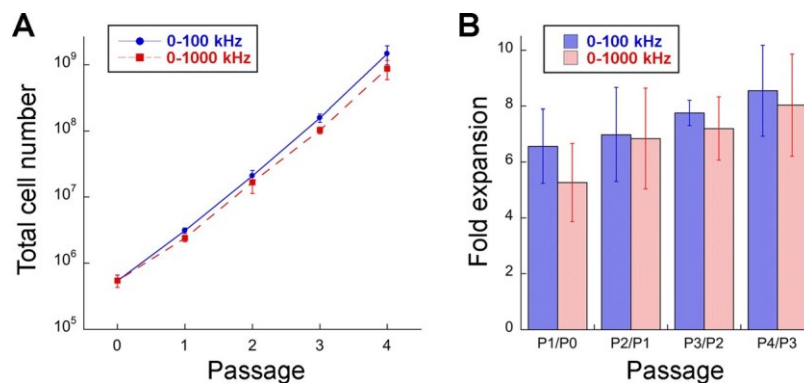 A
0-100 kHz
0-1000 kHz
Total cell number
10⁹
10⁸
10⁷
10⁶
10⁵
0 1 2 3 4
Passage
B
0-100 kHz
0-1000 kHz
Fold expansion
10
8
6
4
2
0
P1/P0 P2/P1 P3/P2 P4/P3
Passage